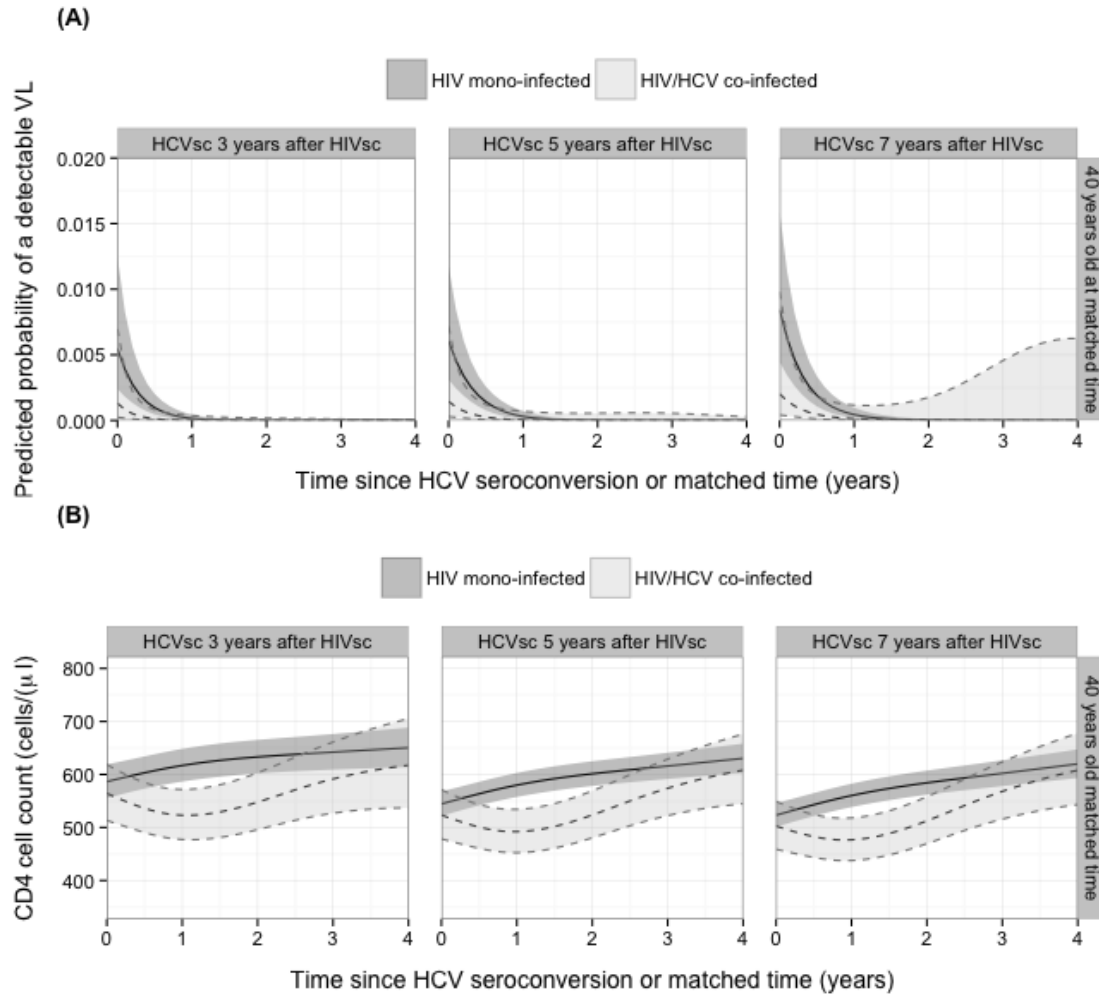 (A)
HIV mono-infected HIV/HCV co-infected
HCVsc 3 years after HIVsc HCVsc 5 years after HIVsc HCVsc 7 years after HIVsc
Predicted probability of a detectable VL
0.020
0.015
0.010
0.005
0.000
40 years old at matched time
0 1 2 3 4 0 1 2 3 4 0 1 2 3 4
Time since HCV seroconversion or matched time (years)
(B)
HIV mono-infected HIV/HCV co-infected
HCVsc 3 years after HIVsc HCVsc 5 years after HIVsc HCVsc 7 years after HIVsc
CD4 cell count (cells/(μ l)
800
700
600
500
400
40 years old matched time
0 1 2 3 4 0 1 2 3 4 0 1 2 3 4
Time since HCV seroconversion or matched time (years)